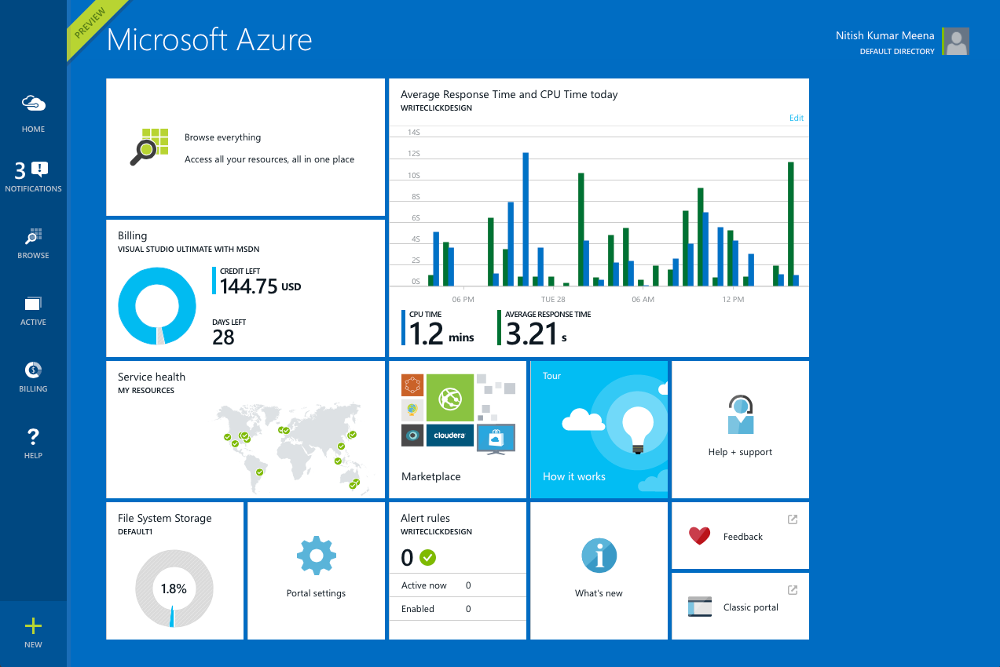 PREVIEW
Microsoft Azure
Nitish Kumar Meena
DEFAULT DIRECTORY
HOME
3
NOTIFICATIONS
BROWSE
ACTIVE
BILLING
?
HELP
NEW
Browse everything
Access all your resources, all in one place
Average Response Time and CPU Time today
WRITECLICKDESIGN
Edit
14S
12S
10S
8S
6S
4S
2S
0S
06 PM TUE 28 06 AM 12 PM
CPU TIME
1.2 mins
AVERAGE RESPONSE TIME
3.21 s
Billing
VISUAL STUDIO ULTIMATE WITH MSDN
CREDIT LEFT
144.75 USD
DAYS LEFT
28
Service health
MY RESOURCES
cloudera
Marketplace
Tour
How it works
Help + support
File System Storage
DEFAULT1
1.8%
Portal settings
Alert rules
WRITECLICKDESIGN
0
Active now 0
Enabled 0
What's new
Feedback
Classic portal